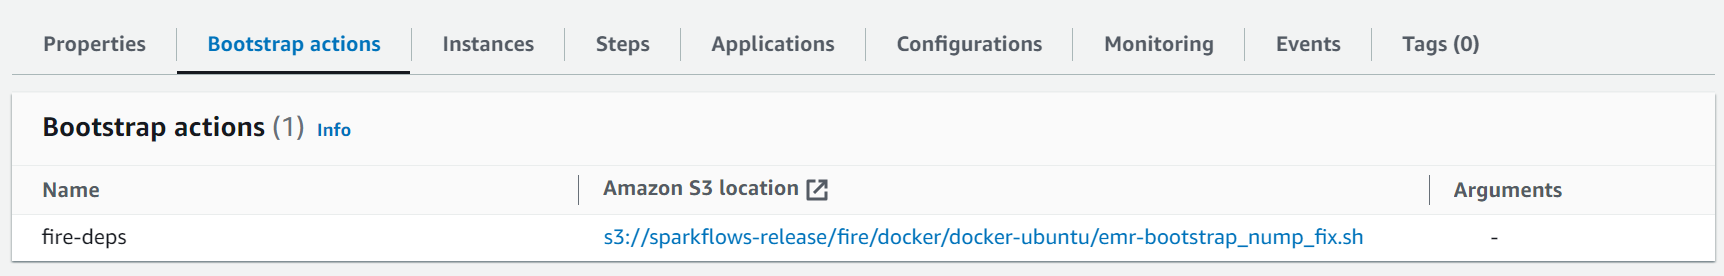 Properties Bootstrap actions Instances Steps Applications Configurations Monitoring Events Tags (0)
Bootstrap actions (1) Info
Name Amazon S3 location Arguments
fire-deps s3://sparkflows-release/fire/docker/docker-ubuntu/emr-bootstrap_nump_fix.sh -